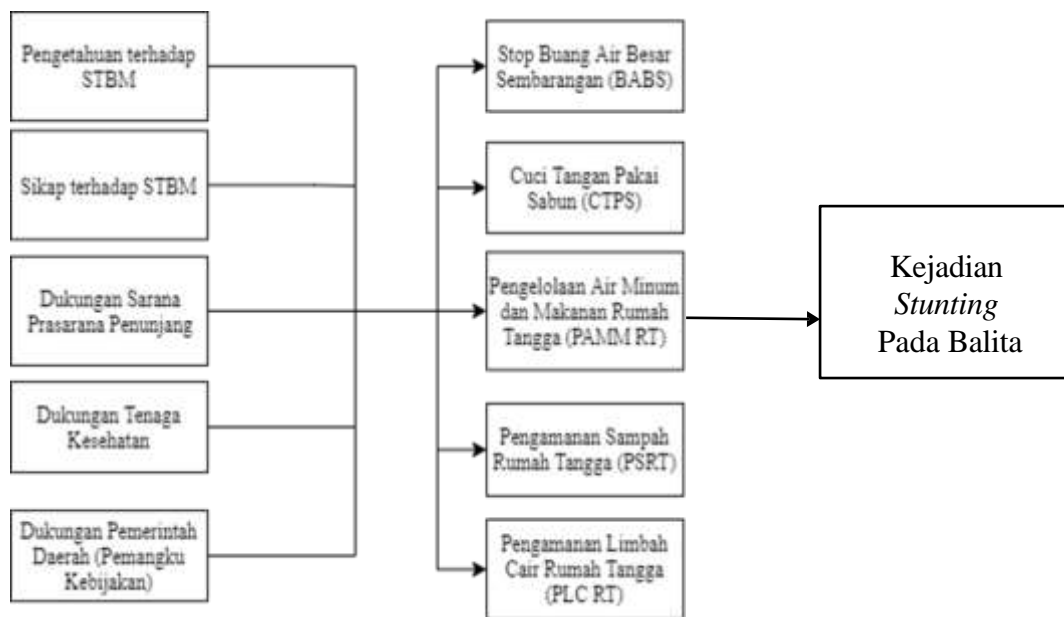 Pengetahuan terhadap
STBM
Sikap terhadap STBM
Dukungan Sarana
Prasarana Penunjang
Dukungan Tenaga
Kesehatan
Dukungan Pemerintah
Daerah (Pemangku
Kebijakan)
Stop Buang Air Besar
Sembarangan (BABS)
Cuci Tangan Pakai
Sabun (CTPS)
Pengelolaan Air Minum
dan Makanan Rumah
Tangga (PAMM RT)
Pengamanan Sampah
Rumah Tangga (PSRT)
Pengamanan Limbah
Cair Rumah Tangga
(PLC RT)
Kejadian
Stunting
Pada Balita